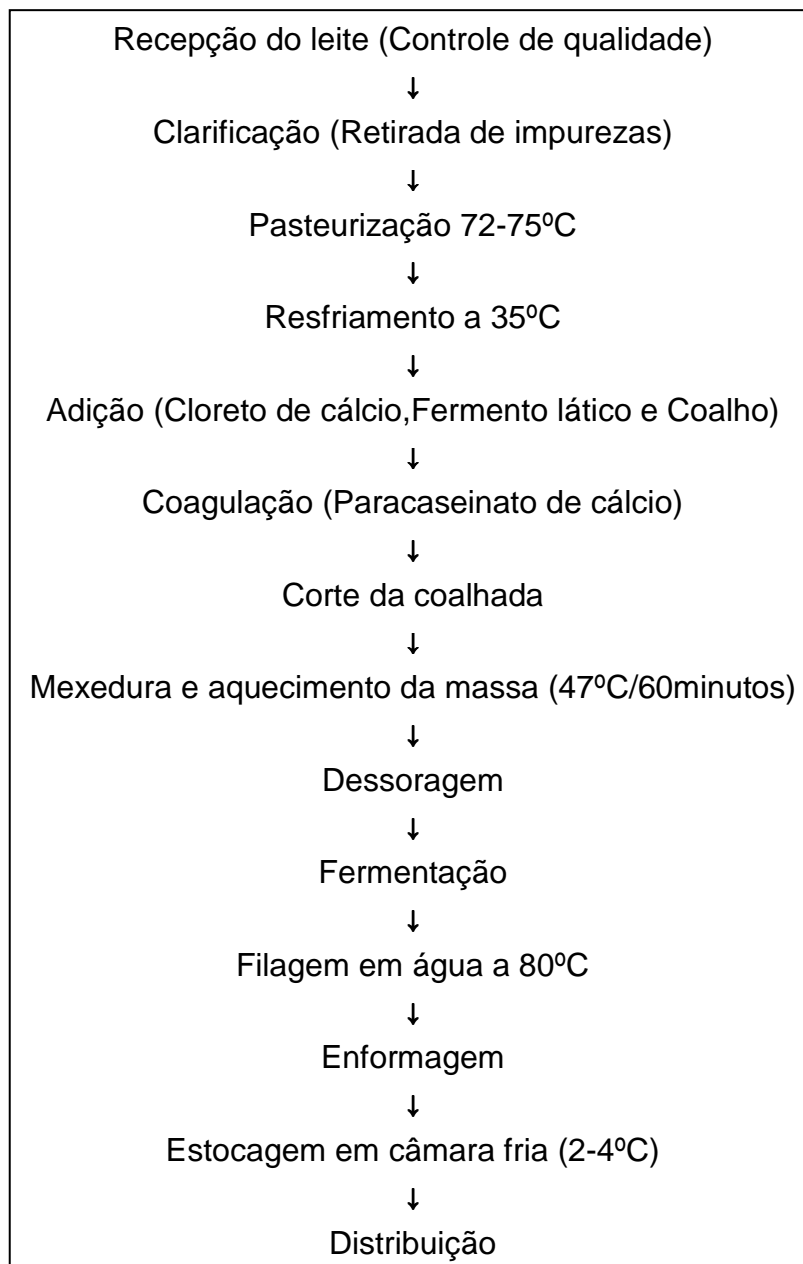 Recepção do leite (Controle de qualidade)
↓
Clarificação (Retirada de impurezas)
↓
Pasteurização 72-75ºC
↓
Resfriamento a 35ºC
↓
Adição (Cloreto de cálcio,Fermento lático e Coalho)
↓
Coagulação (Paracaseinato de cálcio)
↓
Corte da coalhada
↓
Mexedura e aquecimento da massa (47ºC/60minutos)
↓
Dessoragem
↓
Fermentação
↓
Filagem em água a 80ºC
↓
Enformagem
↓
Estocagem em câmara fria (2-4ºC)
↓
Distribuição